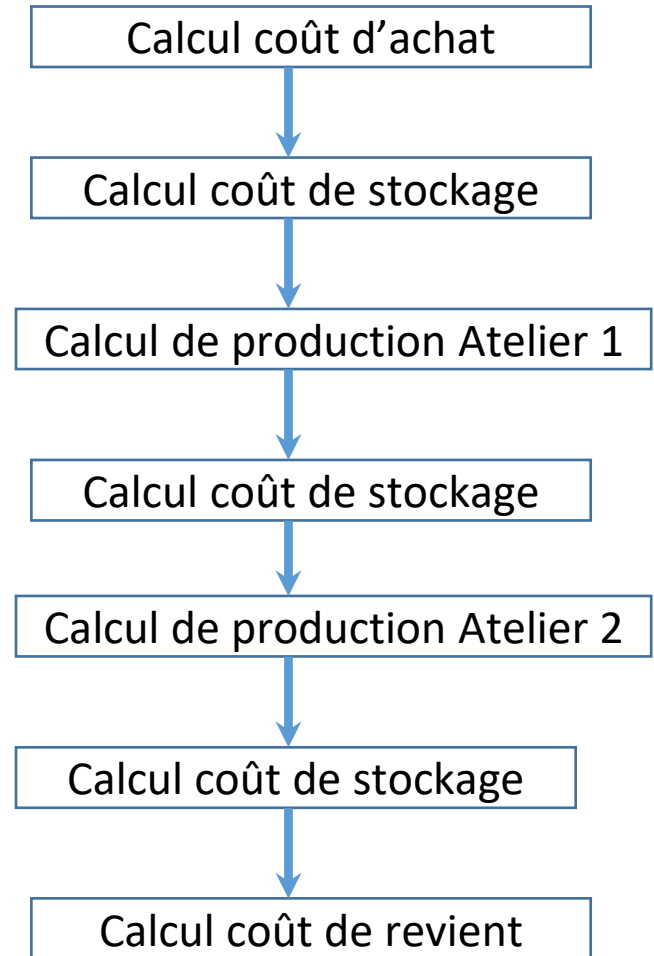 Calcul coût d’achat
Calcul coût de stockage
Calcul de production Atelier 1
Calcul coût de stockage
Calcul de production Atelier 2
Calcul coût de stockage
Calcul coût de revient